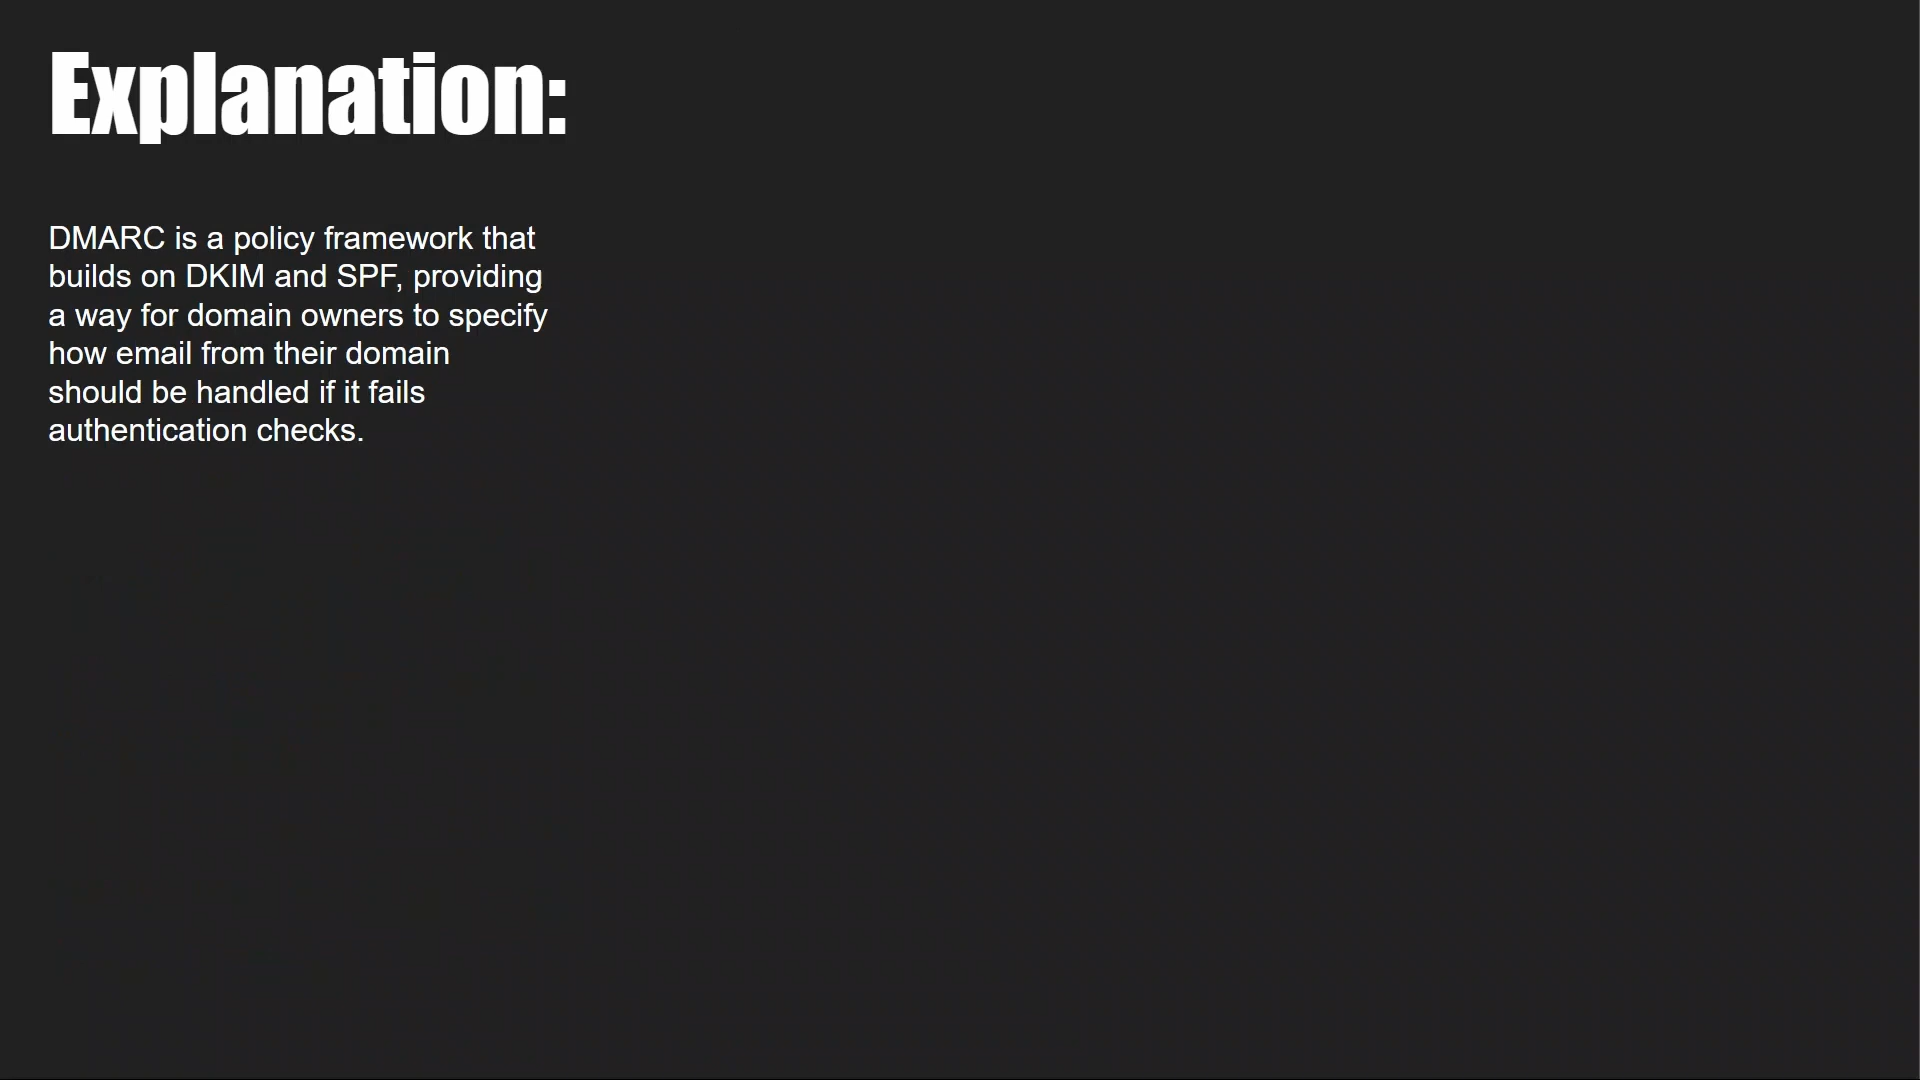 Explanation:
DMARC is a policy framework that
builds on DKIM and SPF, providing
a way for domain owners to specify
how email from their domain
should be handled if it fails
authentication checks.